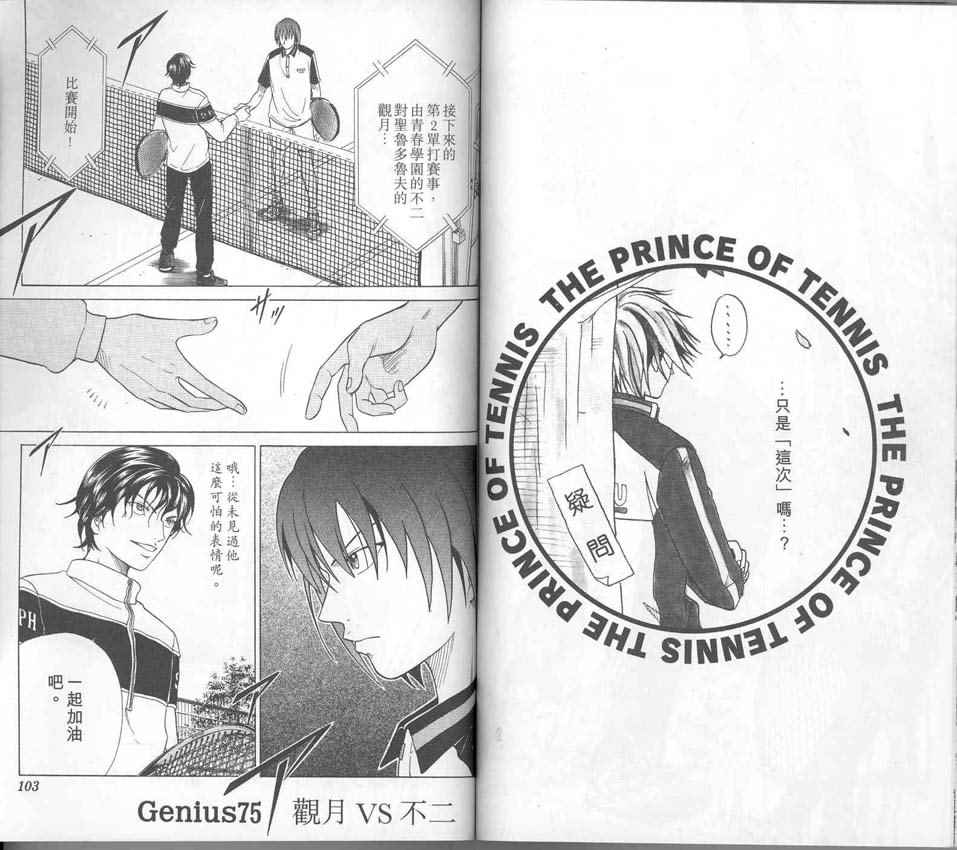 THE PRINCE OF TENNIS THE PRINCE OF TENNIS THE PRINCE OF TENNIS
……
…只是「這次」嗎…？
疑問
接下來的
第2單打賽事，
由青春學園的不二
對聖魯多魯夫的
觀月…
比賽開始！
ガッ
哦…從未見過他
這麼可怕的表情呢。
一起加油
吧。
PH
103
Genius75 觀月 VS 不二